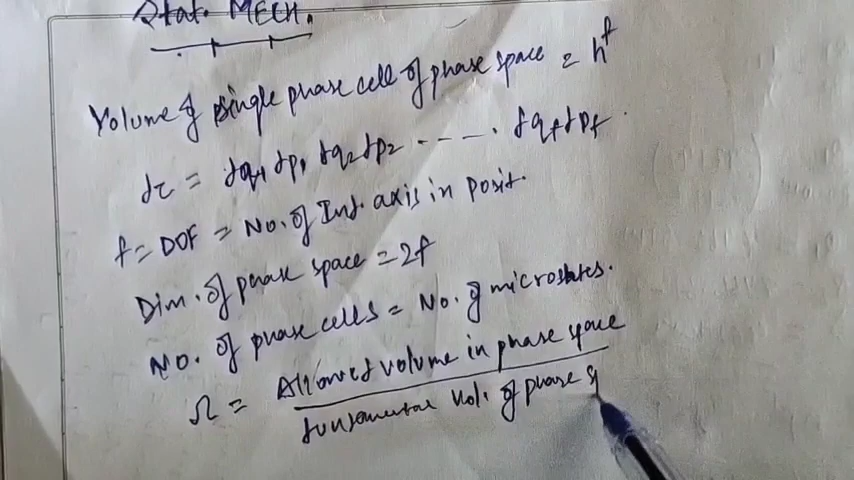 Stat. MECH.
Volume of single phase cell of phase space = h^f
dτ = dq1 dp1 dq2 dp2 ---- . dqf dpf .
f = DOF = No. of Ind. axis in posit.
Dim. of phase space = 2f
No. of phase cells = No. of microstates.
Ω = Allowed volume in phase space
fundamental Vol. of phase s